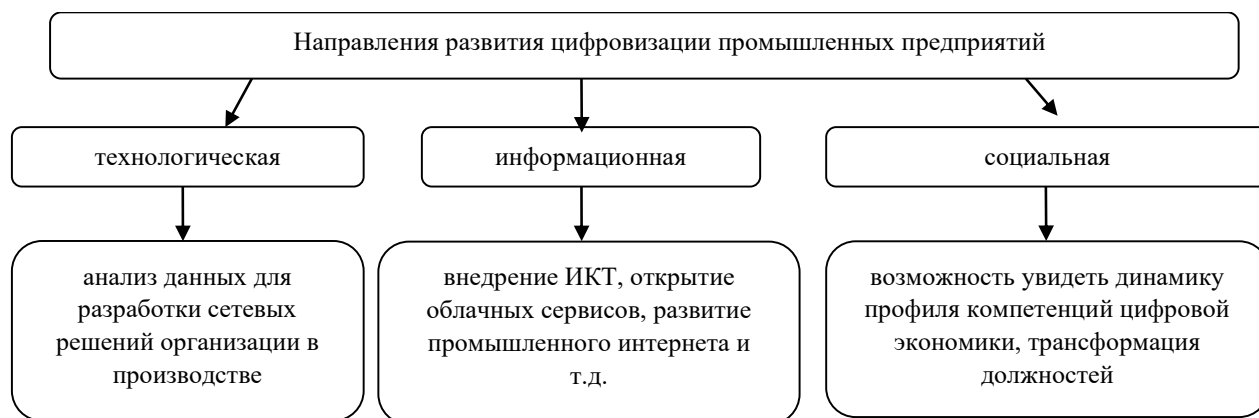 Направления развития цифровизации промышленных предприятий
технологическая
информационная
социальная
анализ данных для
разработки сетевых
решений организации в
производстве
внедрение ИКТ, открытие
облачных сервисов, развитие
промышленного интернета и
т.д.
возможность увидеть динамику
профиля компетенций цифровой
экономики, трансформация
должностей